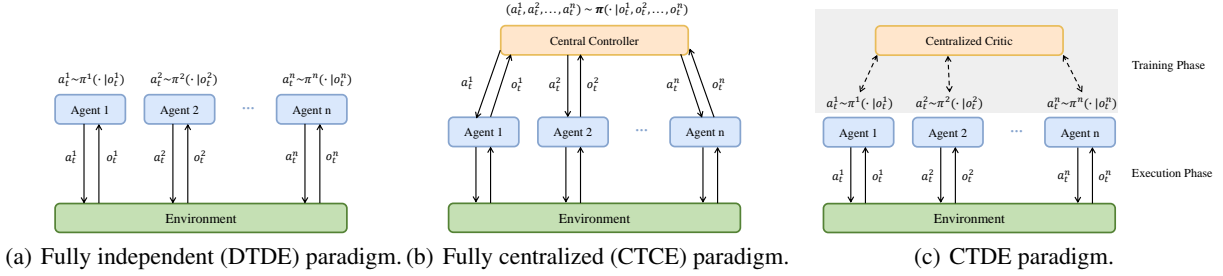 a_t^1~π^1(·|o_t^1) a_t^2~π^2(·|o_t^2) a_t^n~π^n(·|o_t^n)
Agent 1 Agent 2 ... Agent n
a_t^1 o_t^1 a_t^2 o_t^2 a_t^n o_t^n
Environment
(a) Fully independent (DTDE) paradigm.
(a_t^1, a_t^2, ..., a_t^n) ~ π(·|o_t^1, o_t^2, ..., o_t^n)
Central Controller
a_t^1 o_t^1 a_t^2 o_t^2 a_t^n o_t^n
Agent 1 Agent 2 ... Agent n
Environment
(b) Fully centralized (CTCE) paradigm.
Centralized Critic
Training Phase
a_t^1~π^1(·|o_t^1) a_t^2~π^2(·|o_t^2) a_t^n~π^n(·|o_t^n)
Agent 1 Agent 2 ... Agent n
a_t^1 o_t^1 a_t^2 o_t^2 a_t^n o_t^n
Execution Phase
Environment
(c) CTDE paradigm.